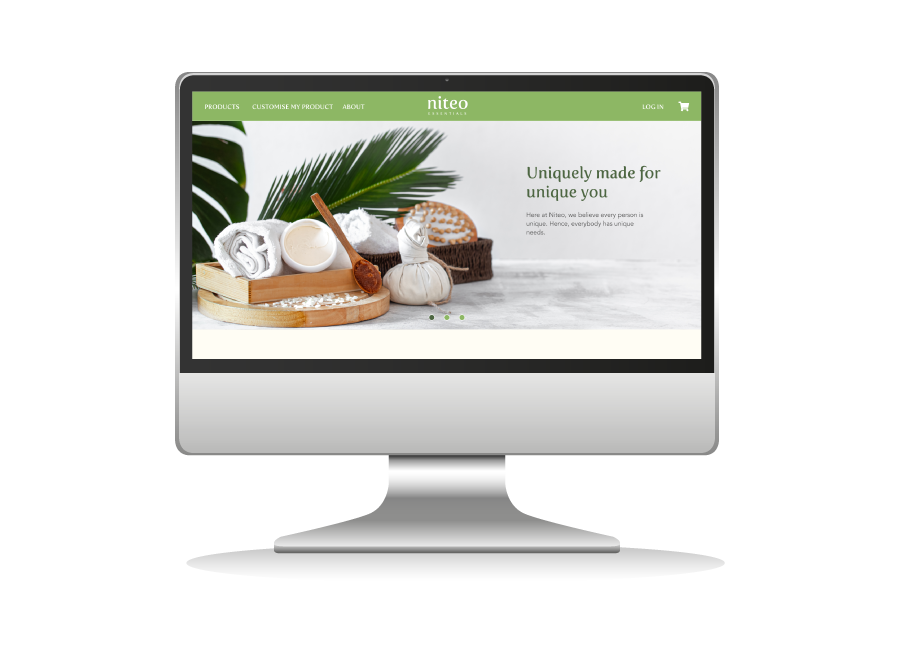 PRODUCTS CUSTOMISE MY PRODUCT ABOUT niteo LOG IN
ESSENTIALS
Uniquely made for
unique you
Here at Niteo, we believe every person is
unique. Hence, everybody has unique
needs.